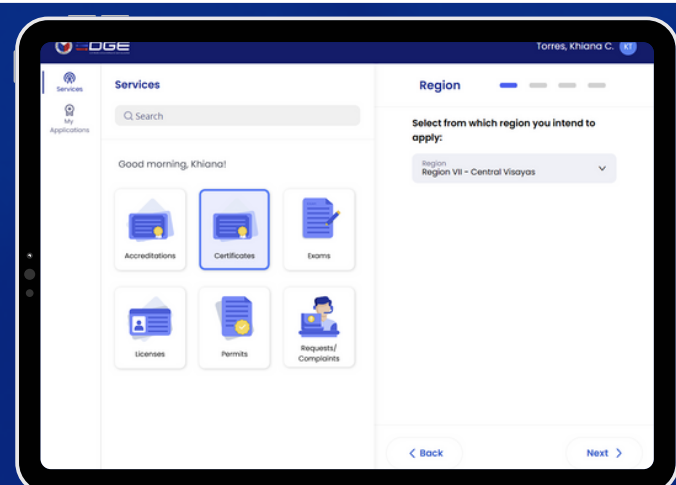 EDGE
Torres, Khiana C. KT
Services
My
Applications
Services
Search
Good morning, Khiana!
Accreditations
Certificates
Exams
Licenses
Permits
Requests/
Complaints
Region
Select from which region you intend to
apply:
Region
Region VII - Central Visayas
< Back
Next >